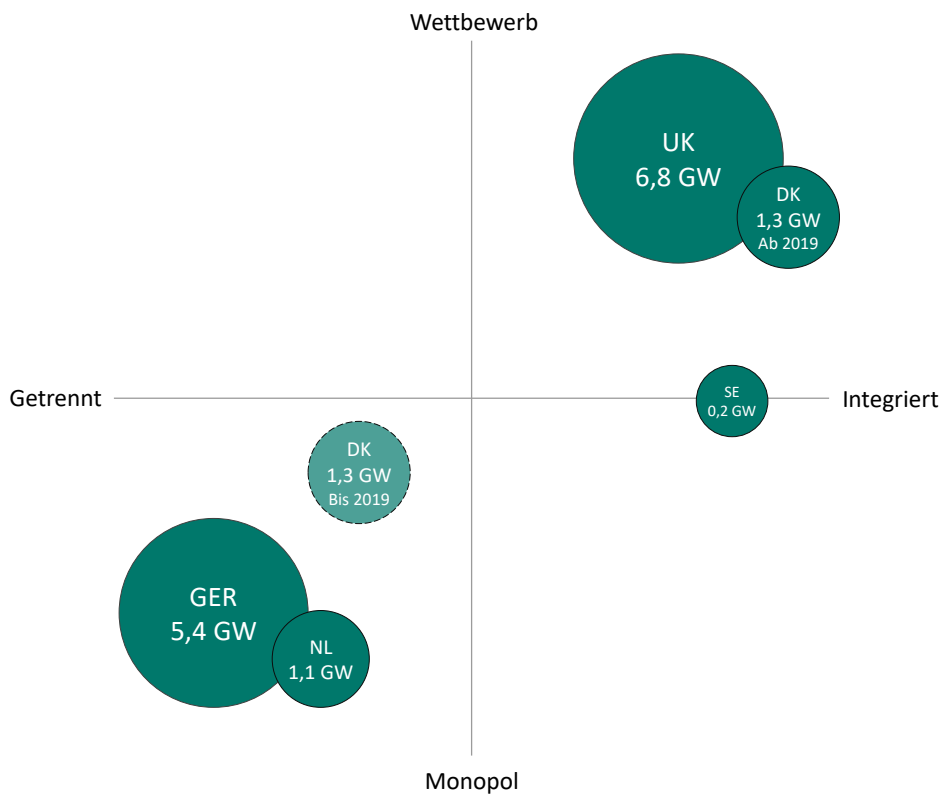 Wettbewerb
UK
6,8 GW
DK
1,3 GW
Ab 2019
Getrennt
Integriert
SE
0,2 GW
DK
1,3 GW
Bis 2019
GER
5,4 GW
NL
1,1 GW
Monopol